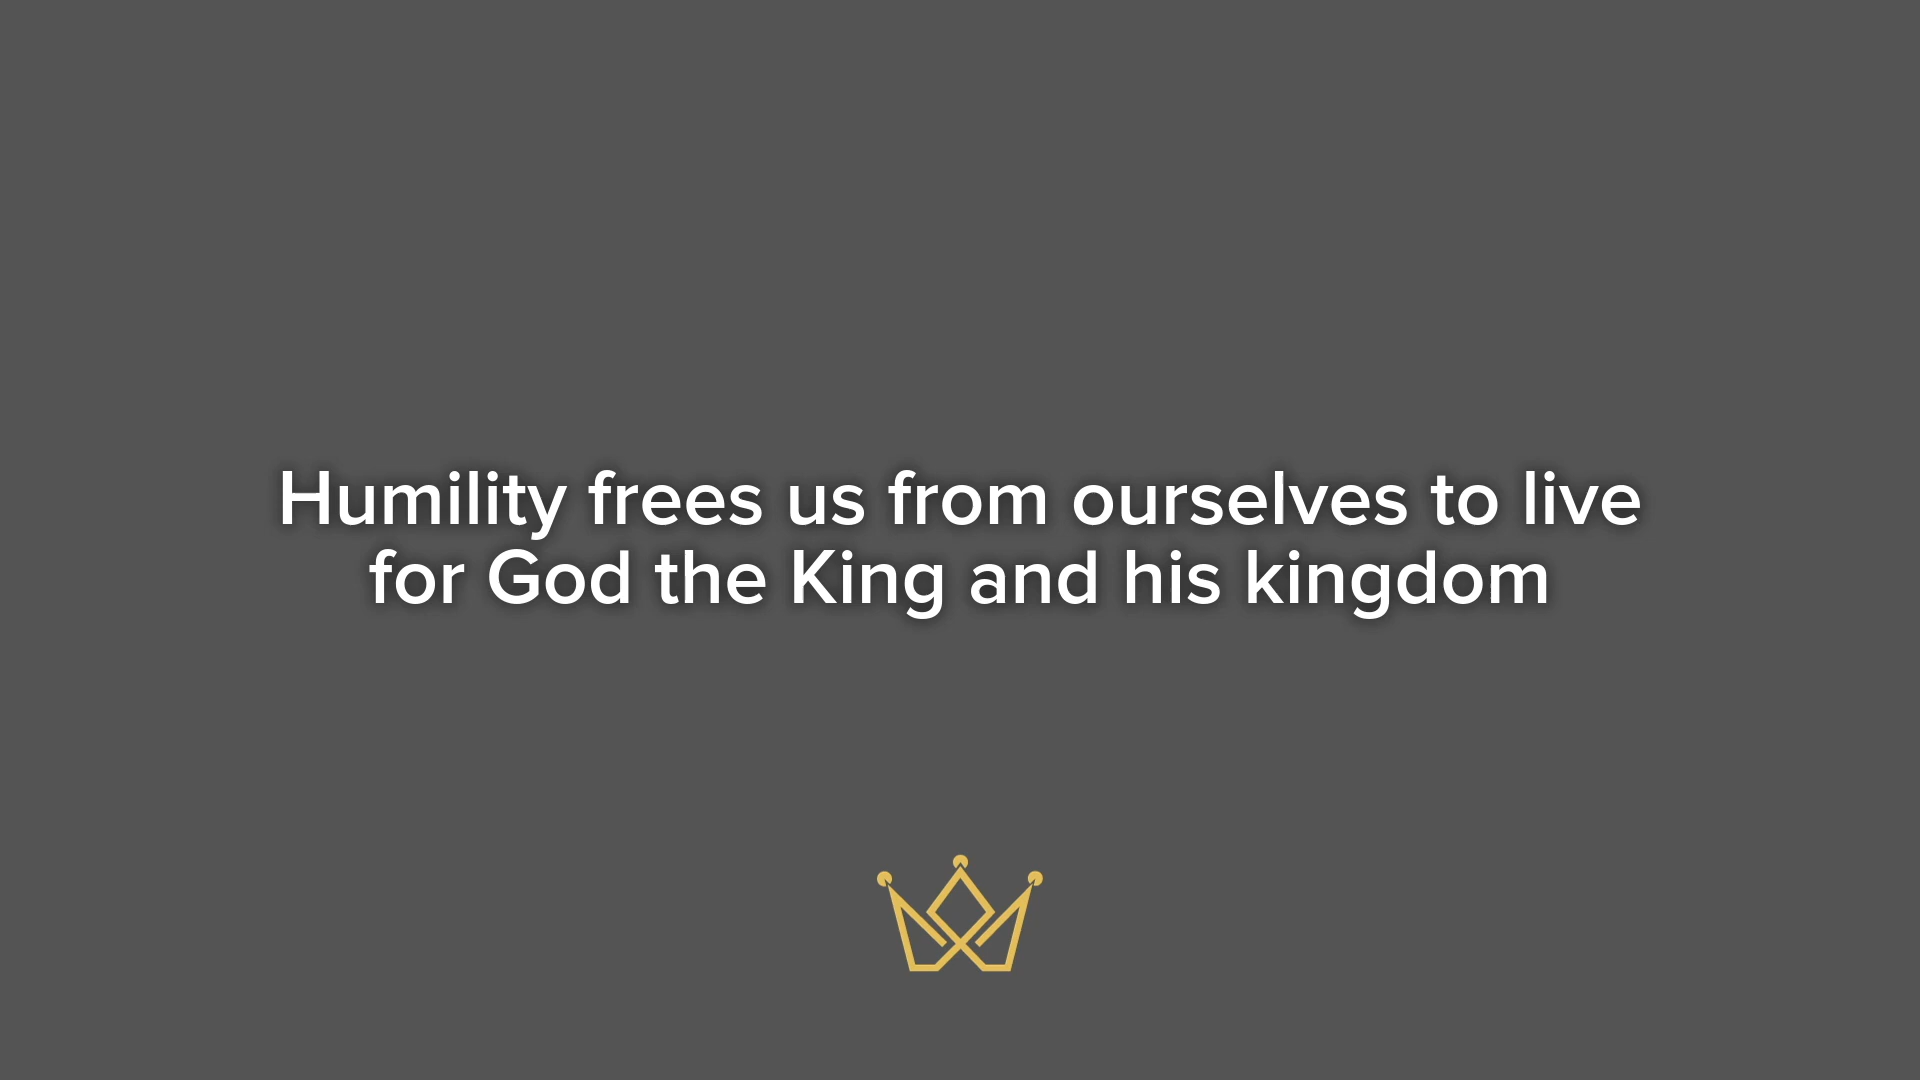 Humility frees us from ourselves to live
for God the King and his kingdom